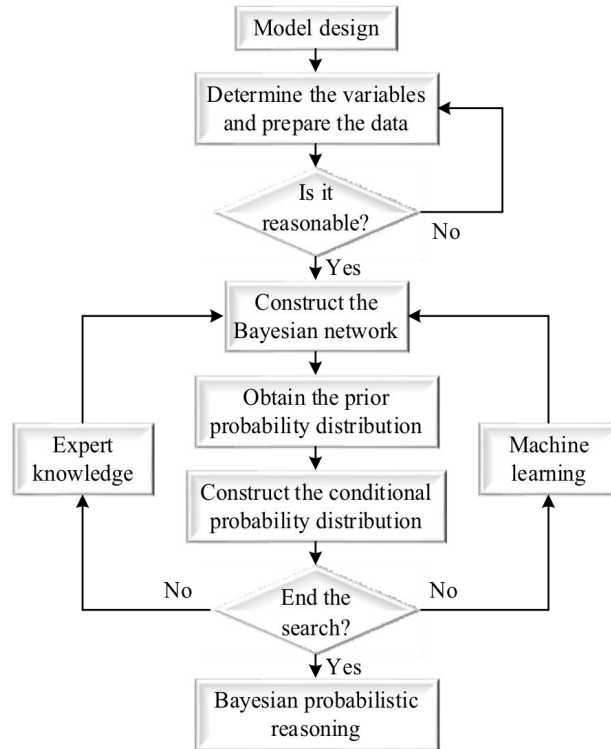 Model design
Determine the variables
and prepare the data
Is it
reasonable?
No
Yes
Construct the
Bayesian network
Obtain the prior
probability distribution
Expert
knowledge
Machine
learning
Construct the conditional
probability distribution
No
End the
search?
No
Yes
Bayesian probabilistic
reasoning